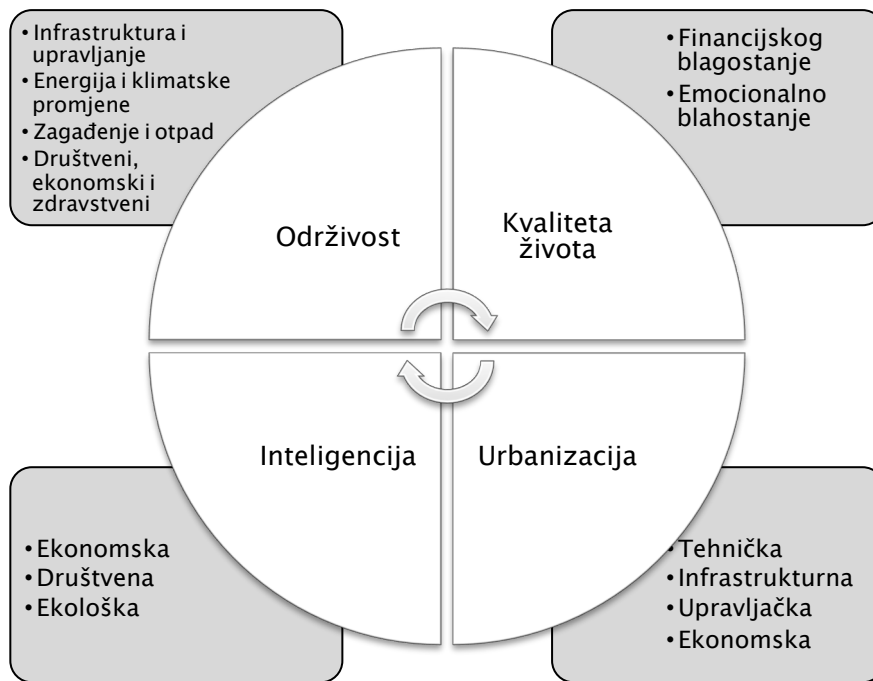 • Infrastruktura i
upravljanje
• Energija i klimatske
promjene
• Zagađenje i otpad
• Društveni,
ekonomski i
zdravstveni
• Financijskog
blagostanje
• Emocionalno
blahostanje
Održivost
Kvaliteta
života
Inteligencija
Urbanizacija
• Ekonomska
• Društvena
• Ekološka
• Tehnička
• Infrastrukturna
• Upravljačka
• Ekonomska